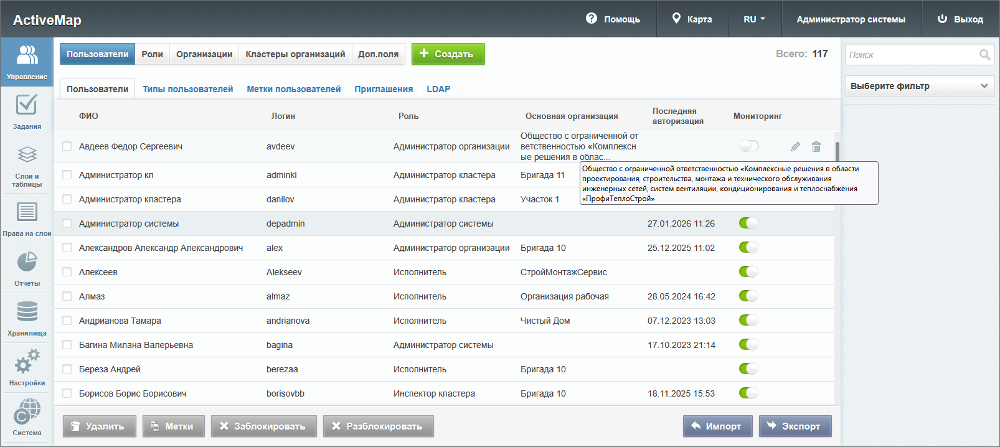 ActiveMap
Помощь
Карта
RU
Администратор системы
Выход
Управление
Задания
Слои и
таблицы
Права на слои
Отчеты
Хранилища
Настройки
Система
Пользователи
Роли
Организации
Кластеры организаций
Доп.поля
Создать
Всего: 117
Поиск
Выберите фильтр
Пользователи
Типы пользователей
Метки пользователей
Приглашения
LDAP
ФИО
Логин
Роль
Основная организация
Последняя
авторизация
Мониторинг
Авдеев Федор Сергеевич
avdeev
Администратор организации
Общество с ограниченной от
ветственностью «Комплексн
ые решения в облас...
Администратор кл
adminkl
Администратор кластера
Бригада 11
Общество с ограниченной ответственностью «Комплексные решения в области
проектирования, строительства, монтажа и технического обслуживания
инженерных сетей, систем вентиляции, кондиционирования и теплоснабжения
«ПрофиТеплоСтрой»
Администратор кластера
danilov
Администратор кластера
Участок 1
Администратор системы
depadmin
Администратор системы
27.01.2026 11:26
Александров Александр Александрович
alex
Администратор организации
Бригада 10
25.12.2025 11:02
Алексеев
Alekseev
Исполнитель
СтройМонтажСервис
Алмаз
almaz
Исполнитель
Организация рабочая
28.05.2024 16:42
Андрианова Тамара
andrianova
Исполнитель
Чистый Дом
07.12.2023 13:03
Багина Милана Валерьевна
bagina
Администратор системы
17.10.2023 21:14
Береза Андрей
berezaa
Исполнитель
Бригада 10
Борисов Борис Борисович
borisovbb
Инспектор кластера
Бригада 10
18.11.2025 15:53
Удалить
Метки
Заблокировать
Разблокировать
Импорт
Экспорт